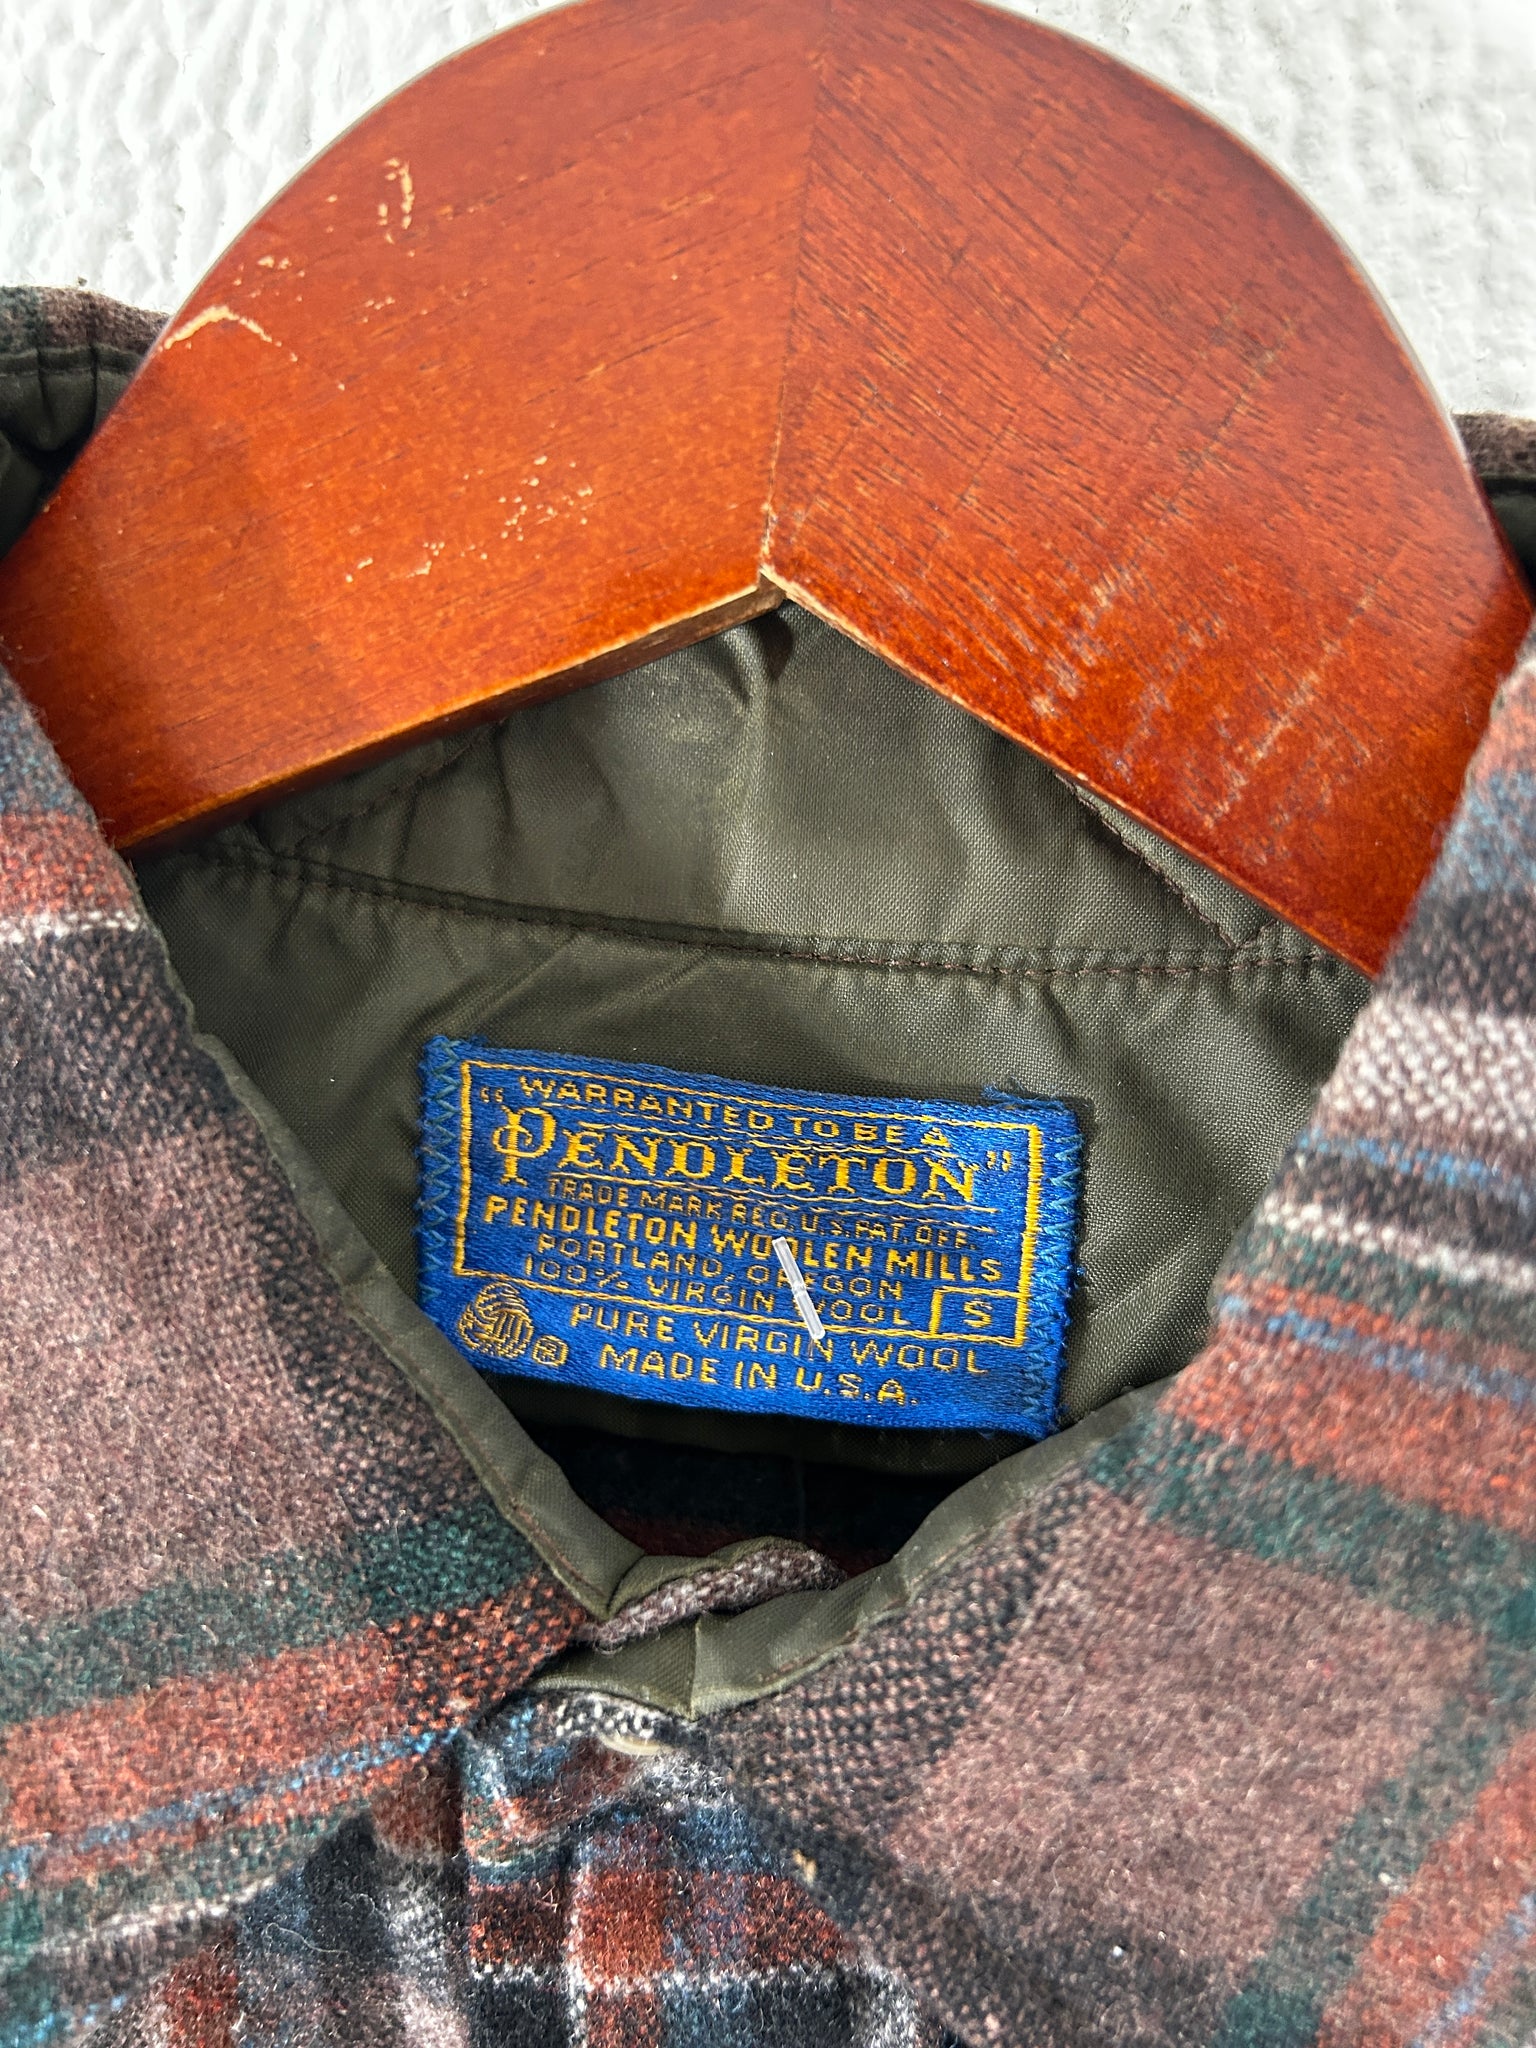 WARRANTED TO BE A
"PENDLETON"
TRADE MARK REG. U.S. PAT. OFF.
PENDLETON WOOLEN MILLS
PORTLAND, OREGON
100% VIRGIN WOOL S
PURE VIRGIN WOOL
® MADE IN U.S.A.